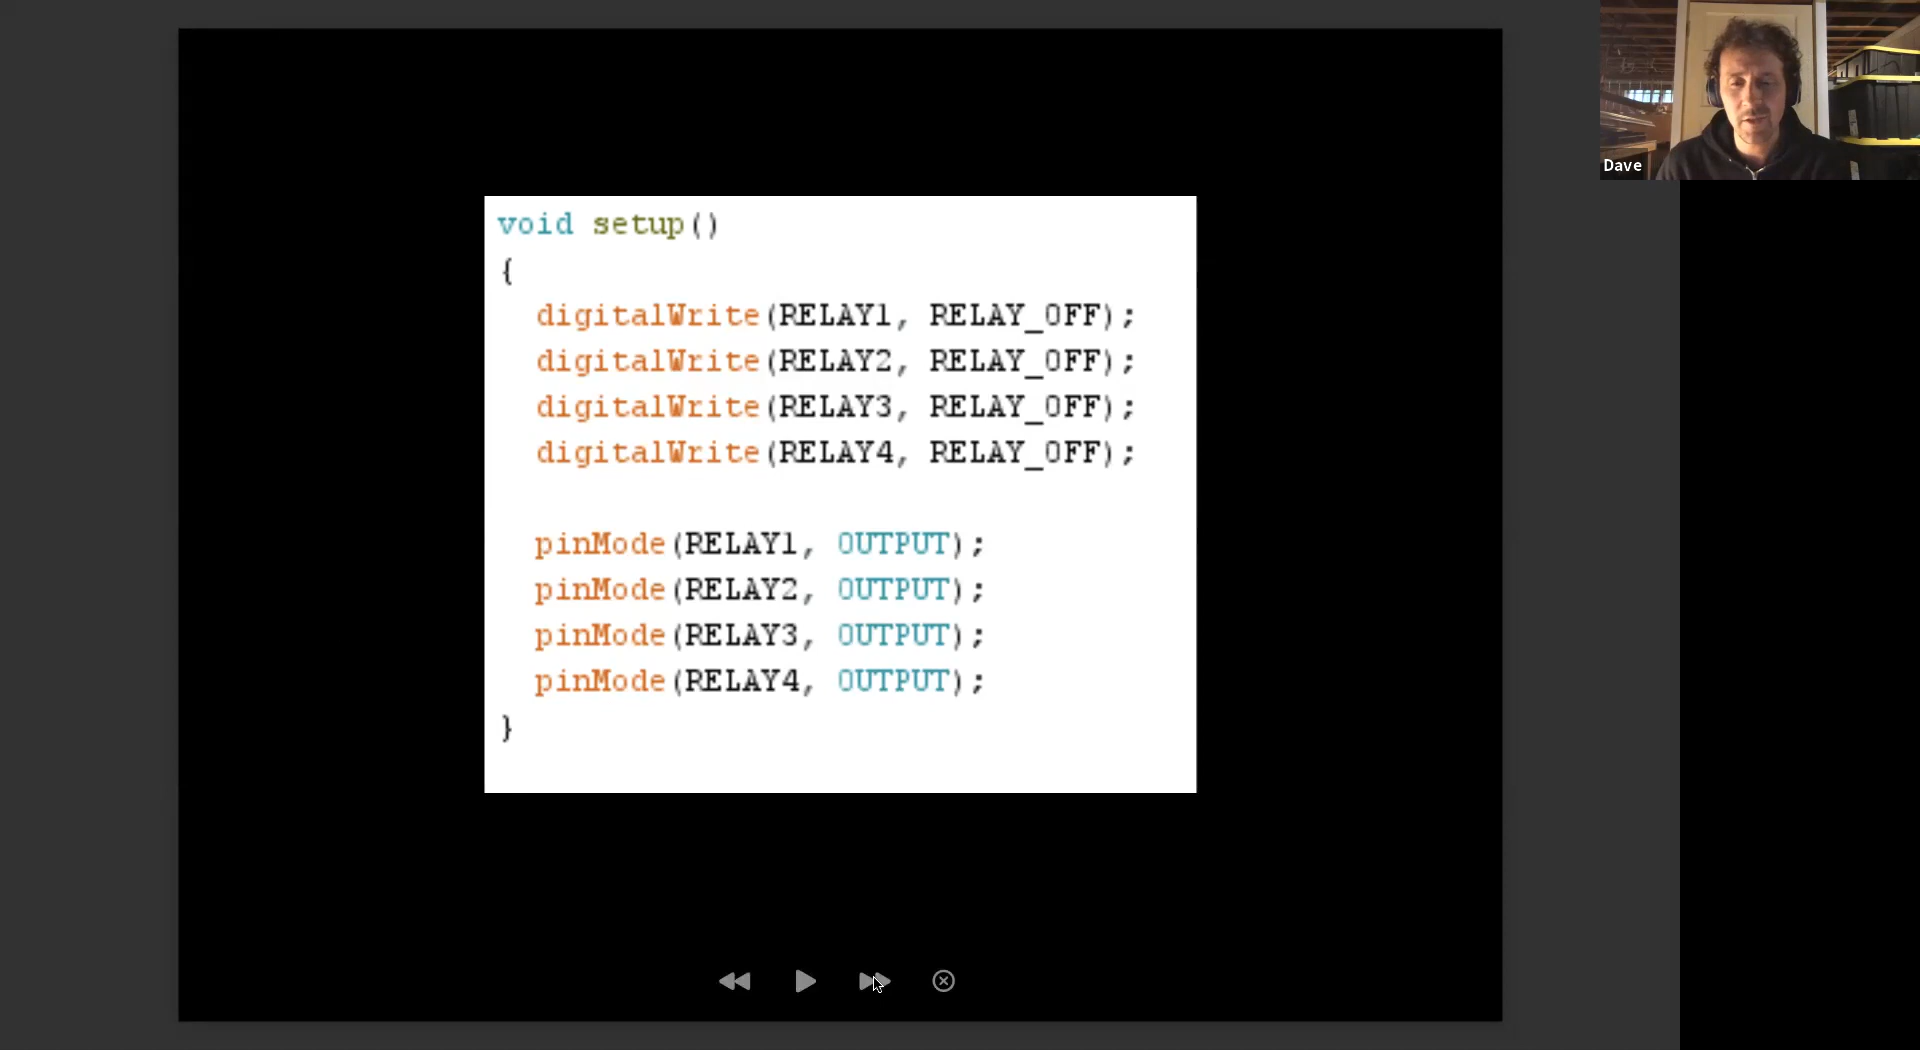 void setup()
{
digitalWrite(RELAY1, RELAY_OFF);
digitalWrite(RELAY2, RELAY_OFF);
digitalWrite(RELAY3, RELAY_OFF);
digitalWrite(RELAY4, RELAY_OFF);
pinMode(RELAY1, OUTPUT);
pinMode(RELAY2, OUTPUT);
pinMode(RELAY3, OUTPUT);
pinMode(RELAY4, OUTPUT);
}
Dave